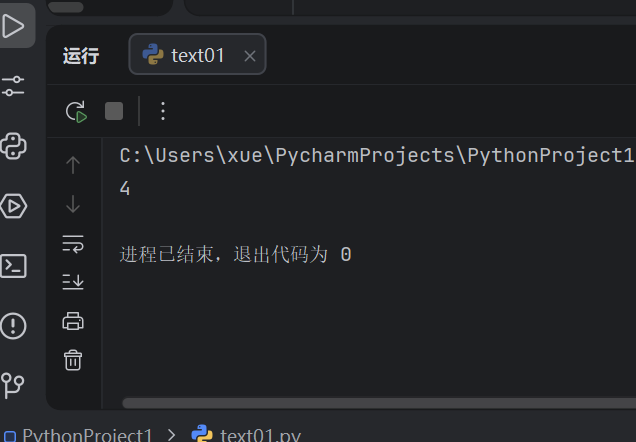 运行 text01
C:\Users\xue\PycharmProjects\PythonProject1
4
进程已结束，退出代码为 0
PythonProject1 text01.py